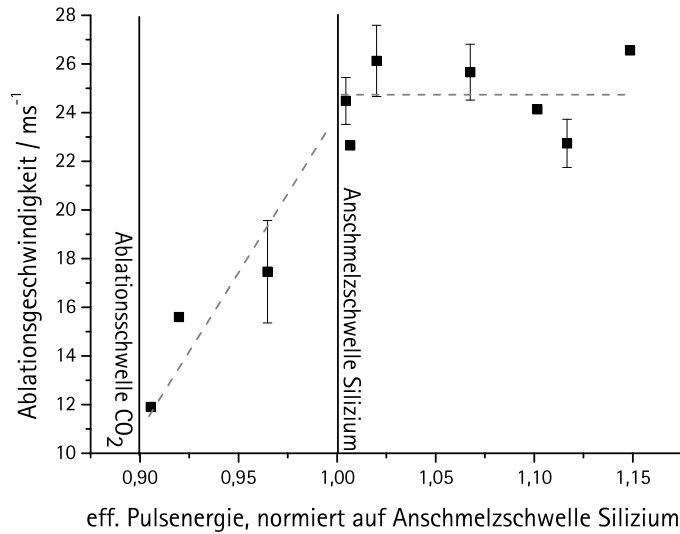 28
26
24
22
20
18
16
14
12
10
Ablationsgeschwindigkeit / ms⁻¹
Ablationsschwelle CO₂
Anschmelzschwelle Silizium
0,90 0,95 1,00 1,05 1,10 1,15
eff. Pulsenergie, normiert auf Anschmelzschwelle Silizium